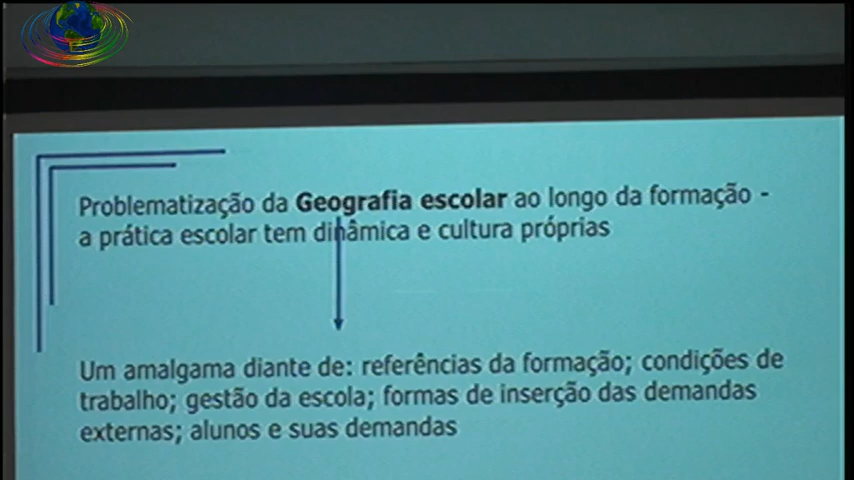 Problematização da Geografia escolar ao longo da formação -
a prática escolar tem dinâmica e cultura próprias
Um amalgama diante de: referências da formação; condições de
trabalho; gestão da escola; formas de inserção das demandas
externas; alunos e suas demandas